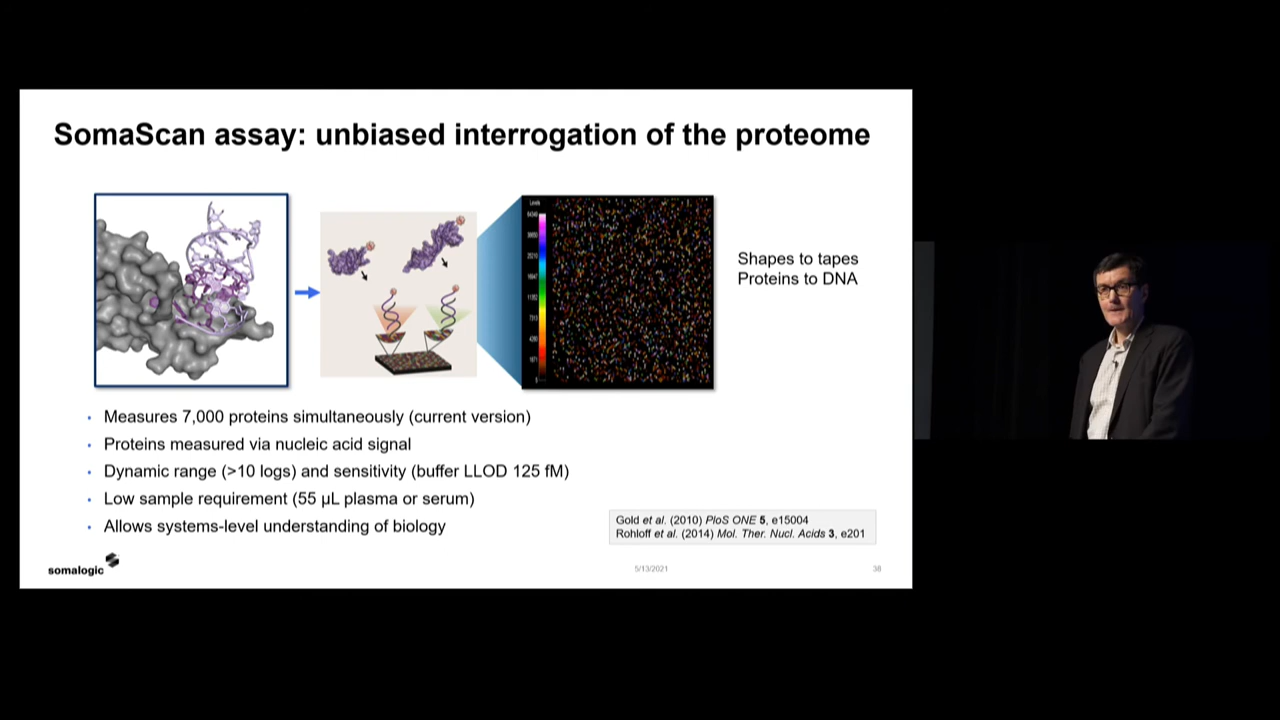 SomaScan assay: unbiased interrogation of the proteome
Shapes to tapes
Proteins to DNA
• Measures 7,000 proteins simultaneously (current version)
• Proteins measured via nucleic acid signal
• Dynamic range (>10 logs) and sensitivity (buffer LLOD 125 fM)
• Low sample requirement (55 µL plasma or serum)
• Allows systems-level understanding of biology
Gold et al. (2010) PloS ONE 5, e15004
Rohloff et al. (2014) Mol. Ther. Nucl. Acids 3, e201
somalogic
5/13/2021
38